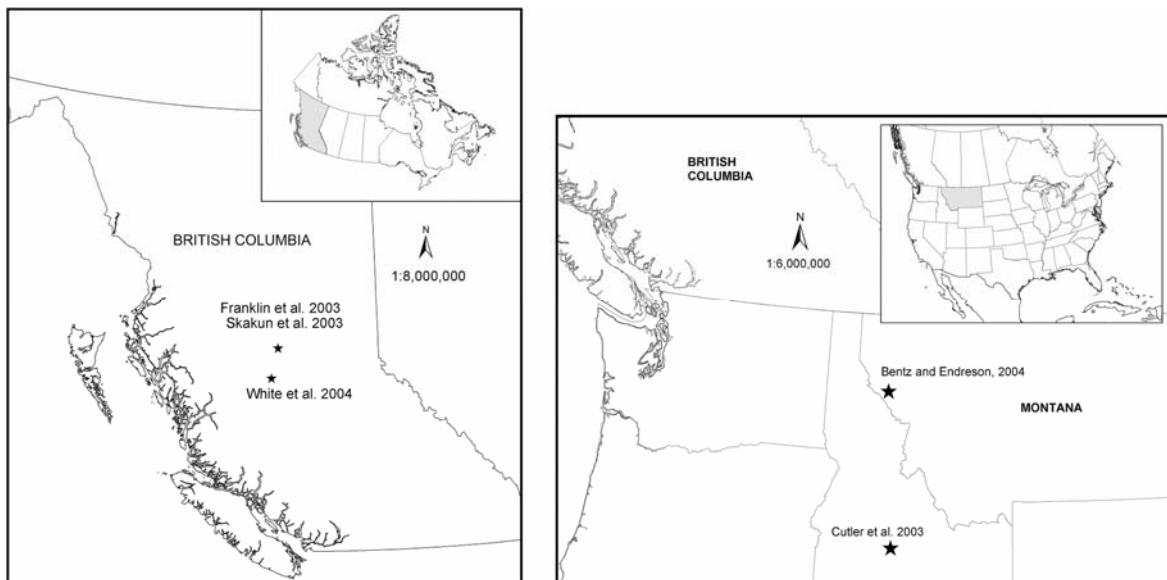 BRITISH COLUMBIA
N
1:8,000,000
Franklin et al. 2003
Skakun et al. 2003
White et al. 2004
BRITISH
COLUMBIA
N
1:6,000,000
Bentz and Endreson, 2004
MONTANA
Cutler et al. 2003